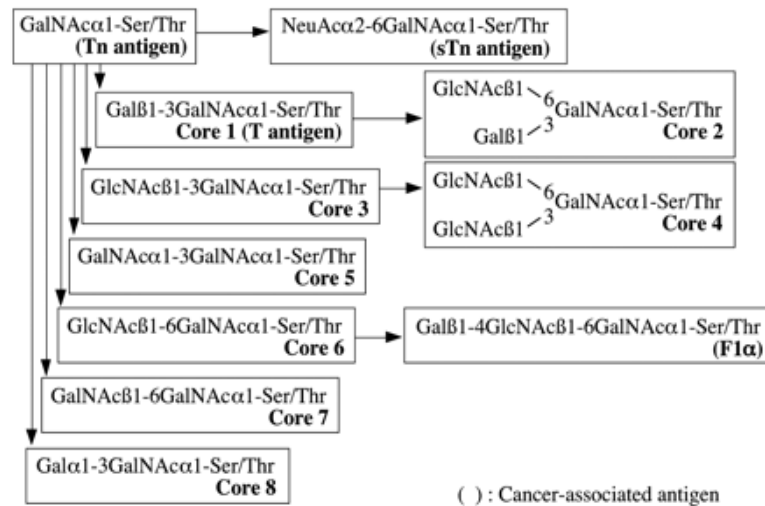 GalNAcα1-Ser/Thr
(Tn antigen)
NeuAcα2-6GalNAcα1-Ser/Thr
(sTn antigen)
Galß1-3GalNAcα1-Ser/Thr
Core 1 (T antigen)
GlcNAcß1
6
GalNAcα1-Ser/Thr
Galß1
3
Core 2
GlcNAcß1-3GalNAcα1-Ser/Thr
Core 3
GlcNAcß1
6
GalNAcα1-Ser/Thr
GlcNAcß1
3
Core 4
GalNAcα1-3GalNAcα1-Ser/Thr
Core 5
GlcNAcß1-6GalNAcα1-Ser/Thr
Core 6
Galß1-4GlcNAcß1-6GalNAcα1-Ser/Thr
(F1α)
GalNAcß1-6GalNAcα1-Ser/Thr
Core 7
Galα1-3GalNAcα1-Ser/Thr
Core 8
( ) : Cancer-associated antigen